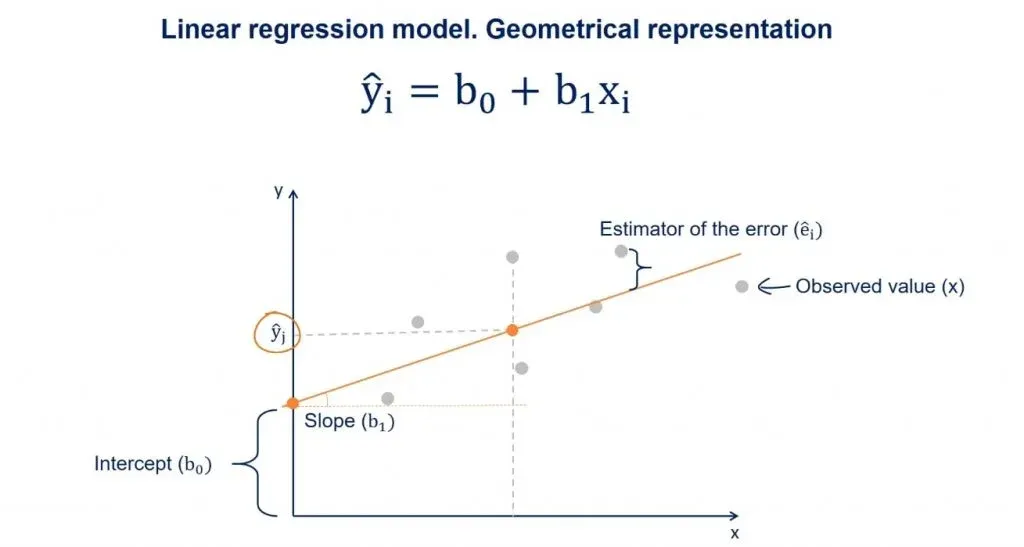 Linear regression model. Geometrical representation
ŷᵢ = b₀ + b₁xᵢ
y
Estimator of the error (êᵢ)
Observed value (x)
ŷⱼ
Slope (b₁)
Intercept (b₀)
x